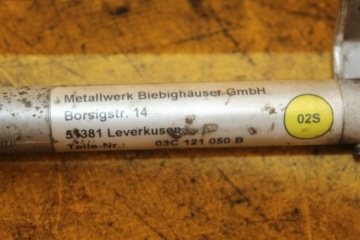 Metallwerk Biebighäuser GmbH
Borsigstr. 14
51381 Leverkusen
Teile-Nr.: 03C 121 050 B
02S